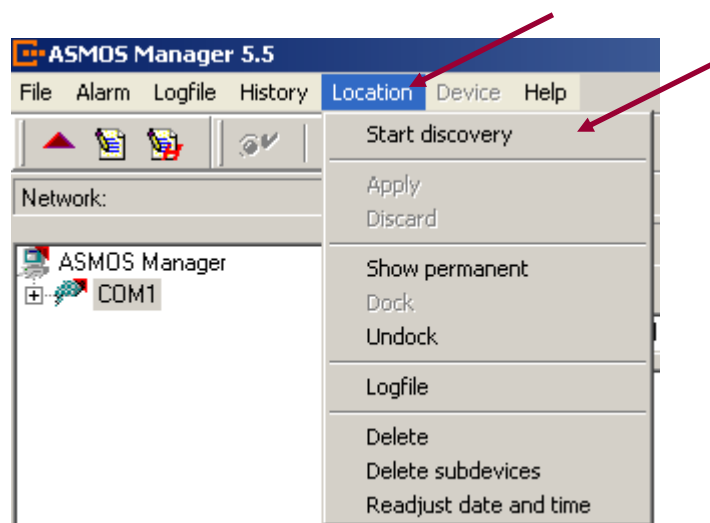 ASMOS Manager 5.5
File Alarm Logfile History Location Device Help
Start discovery
Network:
Apply
Discard
ASMOS Manager
COM1
Show permanent
Dock
Undock
Logfile
Delete
Delete subdevices
Readjust date and time